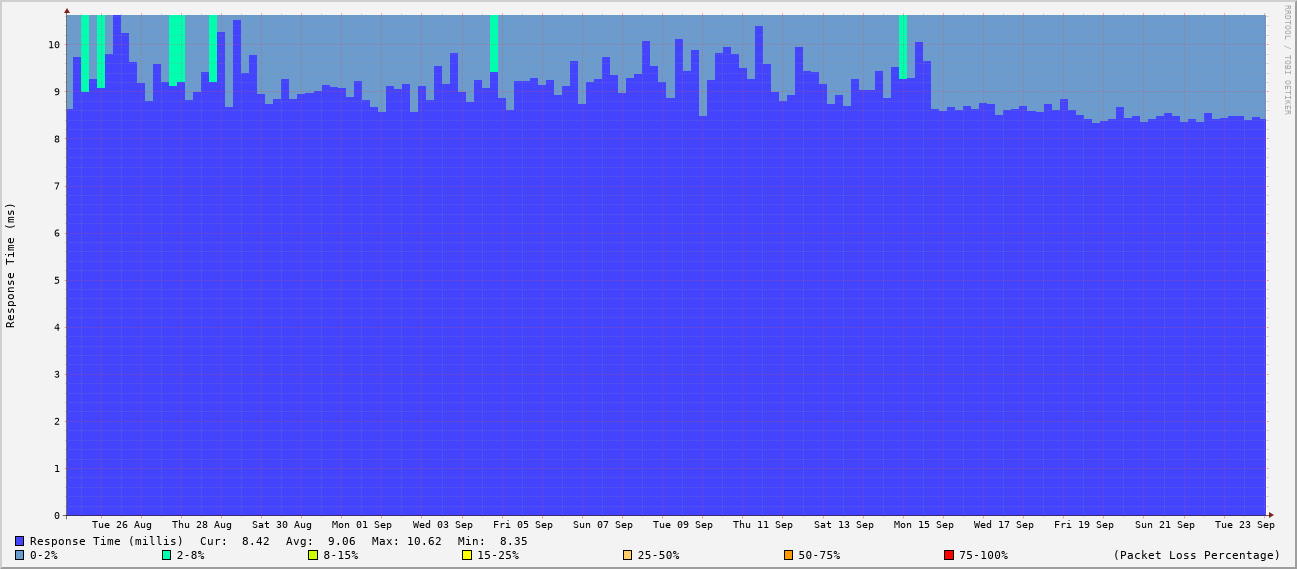 RRDTOOL / TOBI OETIKER
Response Time (ms)
10
9
8
7
6
5
4
3
2
1
0
Tue 26 Aug Thu 28 Aug Sat 30 Aug Mon 01 Sep Wed 03 Sep Fri 05 Sep Sun 07 Sep Tue 09 Sep Thu 11 Sep Sat 13 Sep Mon 15 Sep Wed 17 Sep Fri 19 Sep Sun 21 Sep Tue 23 Sep
Response Time (millis) Cur: 8.42 Avg: 9.06 Max: 10.62 Min: 8.35
0-2% 2-8% 8-15% 15-25% 25-50% 50-75% 75-100% (Packet Loss Percentage)